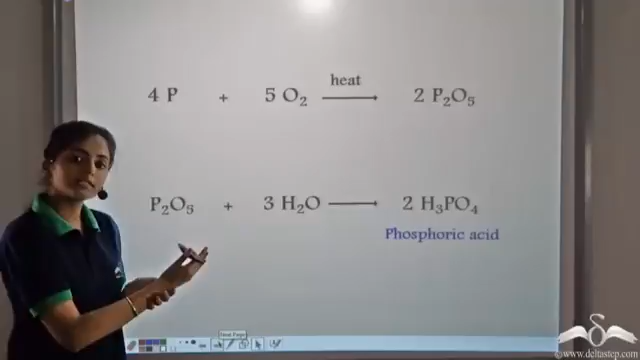 heat
4 P + 5 O₂ ⟶ 2 P₂O₅
P₂O₅ + 3 H₂O ⟶ 2 H₃PO₄
Phosphoric acid
www.deltastep.com